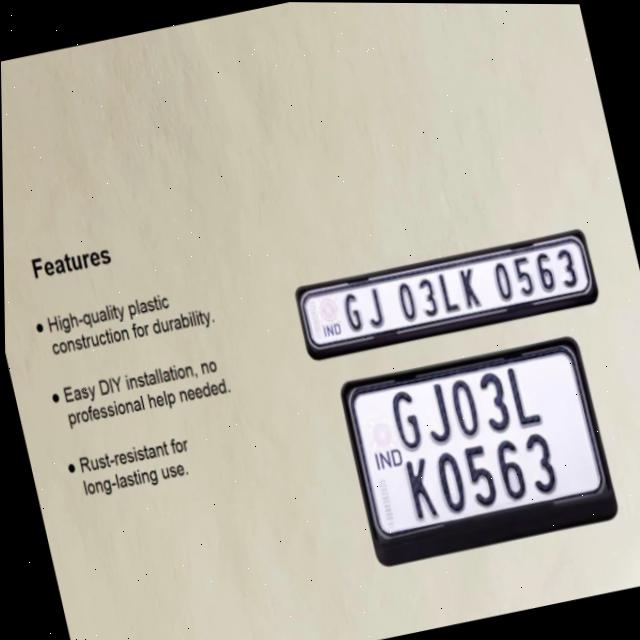 Features
• High-quality plastic
construction for durability.
• Easy DIY installation, no
professional help needed.
• Rust-resistant for
long-lasting use.
IND GJ 03LK 0563
GJ03L
IND
K0563